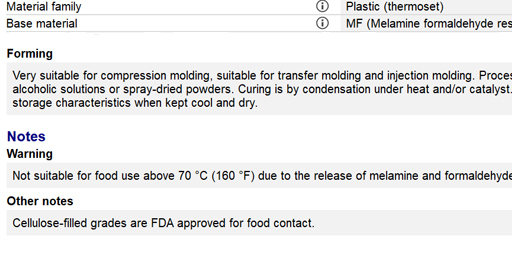 Material family Plastic (thermoset)
Base material MF (Melamine formaldehyde res
Forming
Very suitable for compression molding, suitable for transfer molding and injection molding. Proces
alcoholic solutions or spray-dried powders. Curing is by condensation under heat and/or catalyst.
storage characteristics when kept cool and dry.
Notes
Warning
Not suitable for food use above 70 °C (160 °F) due to the release of melamine and formaldehyde
Other notes
Cellulose-filled grades are FDA approved for food contact.